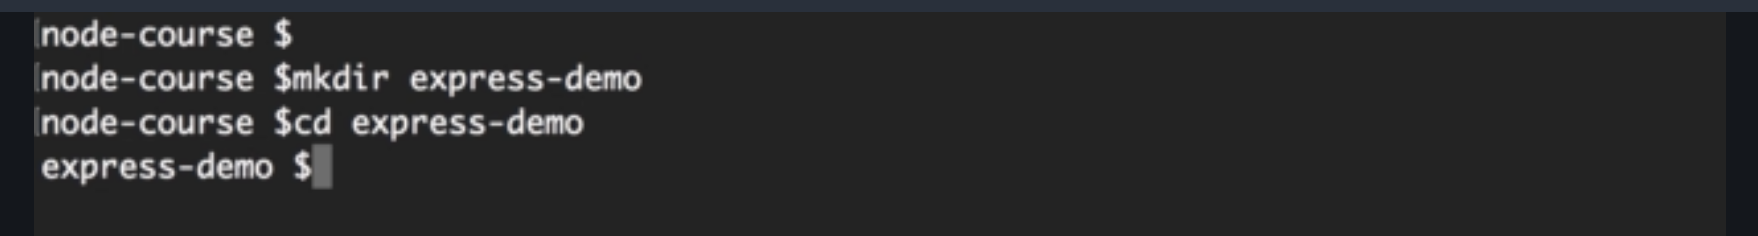 node-course $
node-course $mkdir express-demo
node-course $cd express-demo
express-demo $